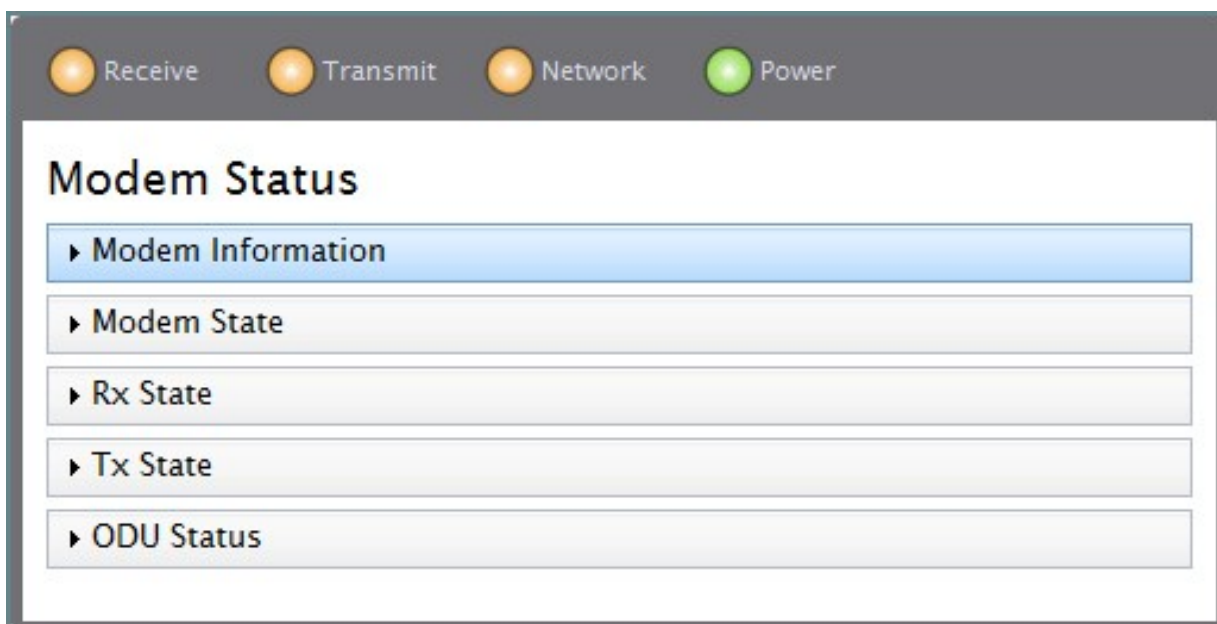 Receive Transmit Network Power
Modem Status
Modem Information
Modem State
Rx State
Tx State
ODU Status